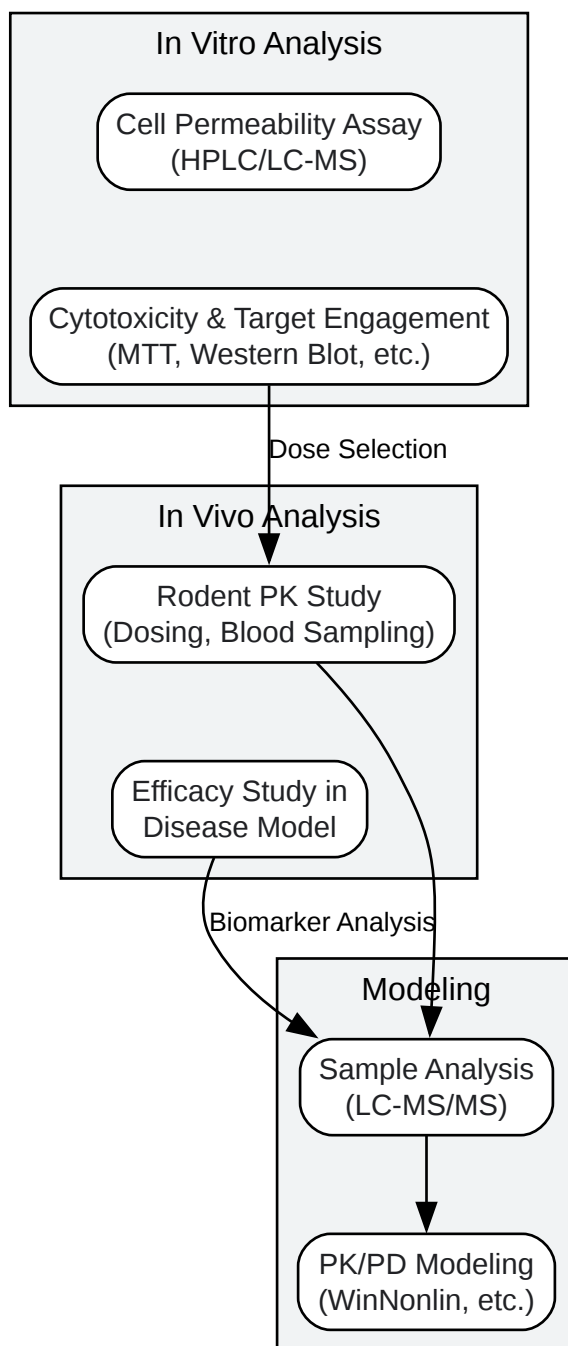 In Vitro Analysis
Cell Permeability Assay
(HPLC/LC-MS)
Cytotoxicity & Target Engagement
(MTT, Western Blot, etc.)
Dose Selection
In Vivo Analysis
Rodent PK Study
(Dosing, Blood Sampling)
Efficacy Study in
Disease Model
Biomarker Analysis
Modeling
Sample Analysis
(LC-MS/MS)
PK/PD Modeling
(WinNonlin, etc.)